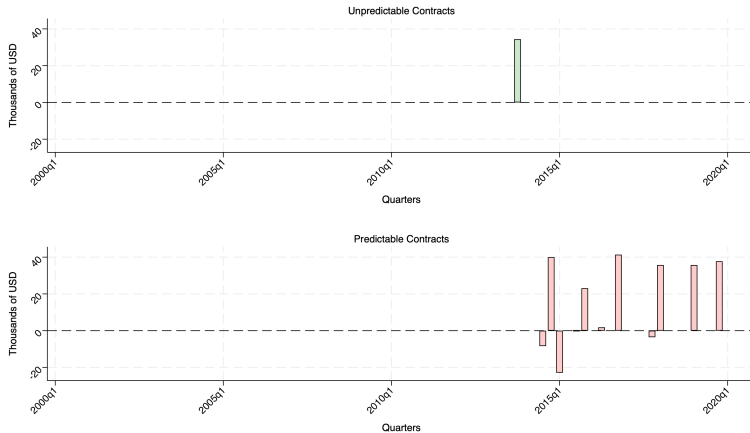 Unpredictable Contracts
Thousands of USD
40
20
0
-20
2000q1
2005q1
2010q1
2015q1
2020q1
Quarters
Predictable Contracts
Thousands of USD
40
20
0
-20
2000q1
2005q1
2010q1
2015q1
2020q1
Quarters